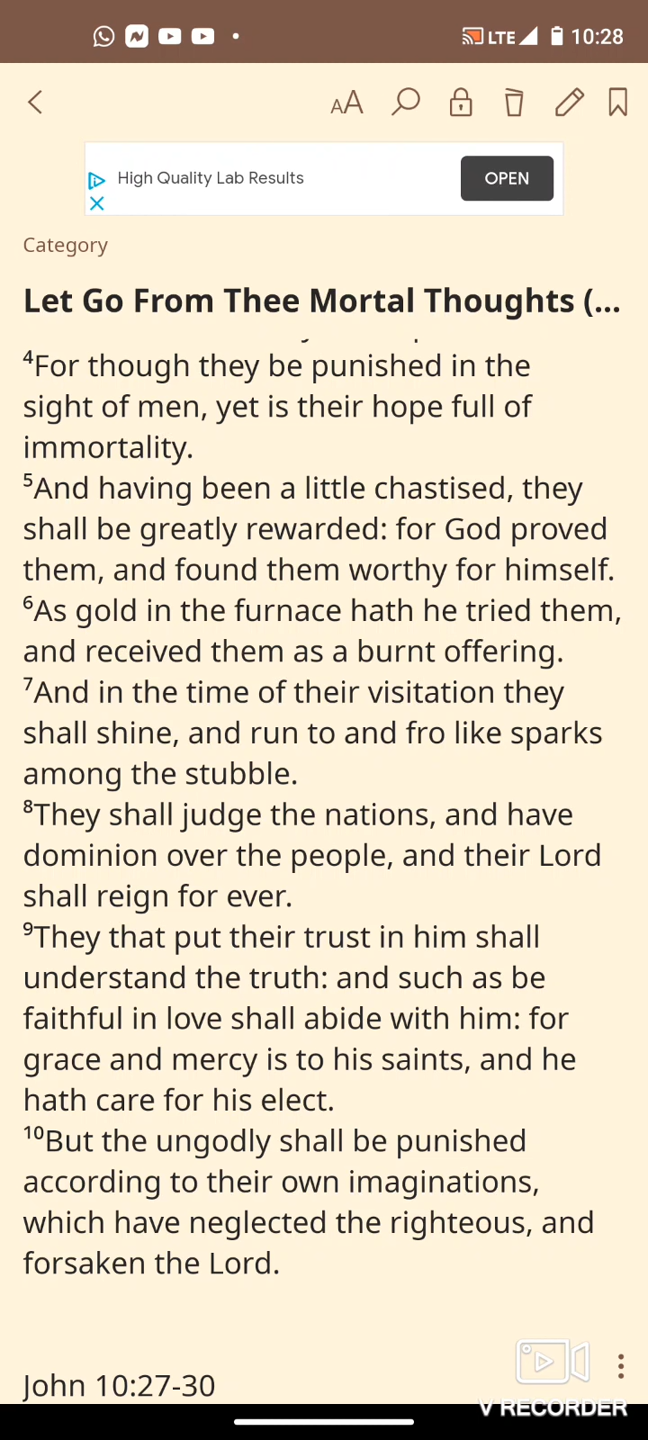 LTE 10:28
AA
High Quality Lab Results
OPEN
Category
Let Go From Thee Mortal Thoughts (...
⁴For though they be punished in the
sight of men, yet is their hope full of
immortality.
⁵And having been a little chastised, they
shall be greatly rewarded: for God proved
them, and found them worthy for himself.
⁶As gold in the furnace hath he tried them,
and received them as a burnt offering.
⁷And in the time of their visitation they
shall shine, and run to and fro like sparks
among the stubble.
⁸They shall judge the nations, and have
dominion over the people, and their Lord
shall reign for ever.
⁹They that put their trust in him shall
understand the truth: and such as be
faithful in love shall abide with him: for
grace and mercy is to his saints, and he
hath care for his elect.
¹⁰But the ungodly shall be punished
according to their own imaginations,
which have neglected the righteous, and
forsaken the Lord.
John 10:27-30
V RECORDER